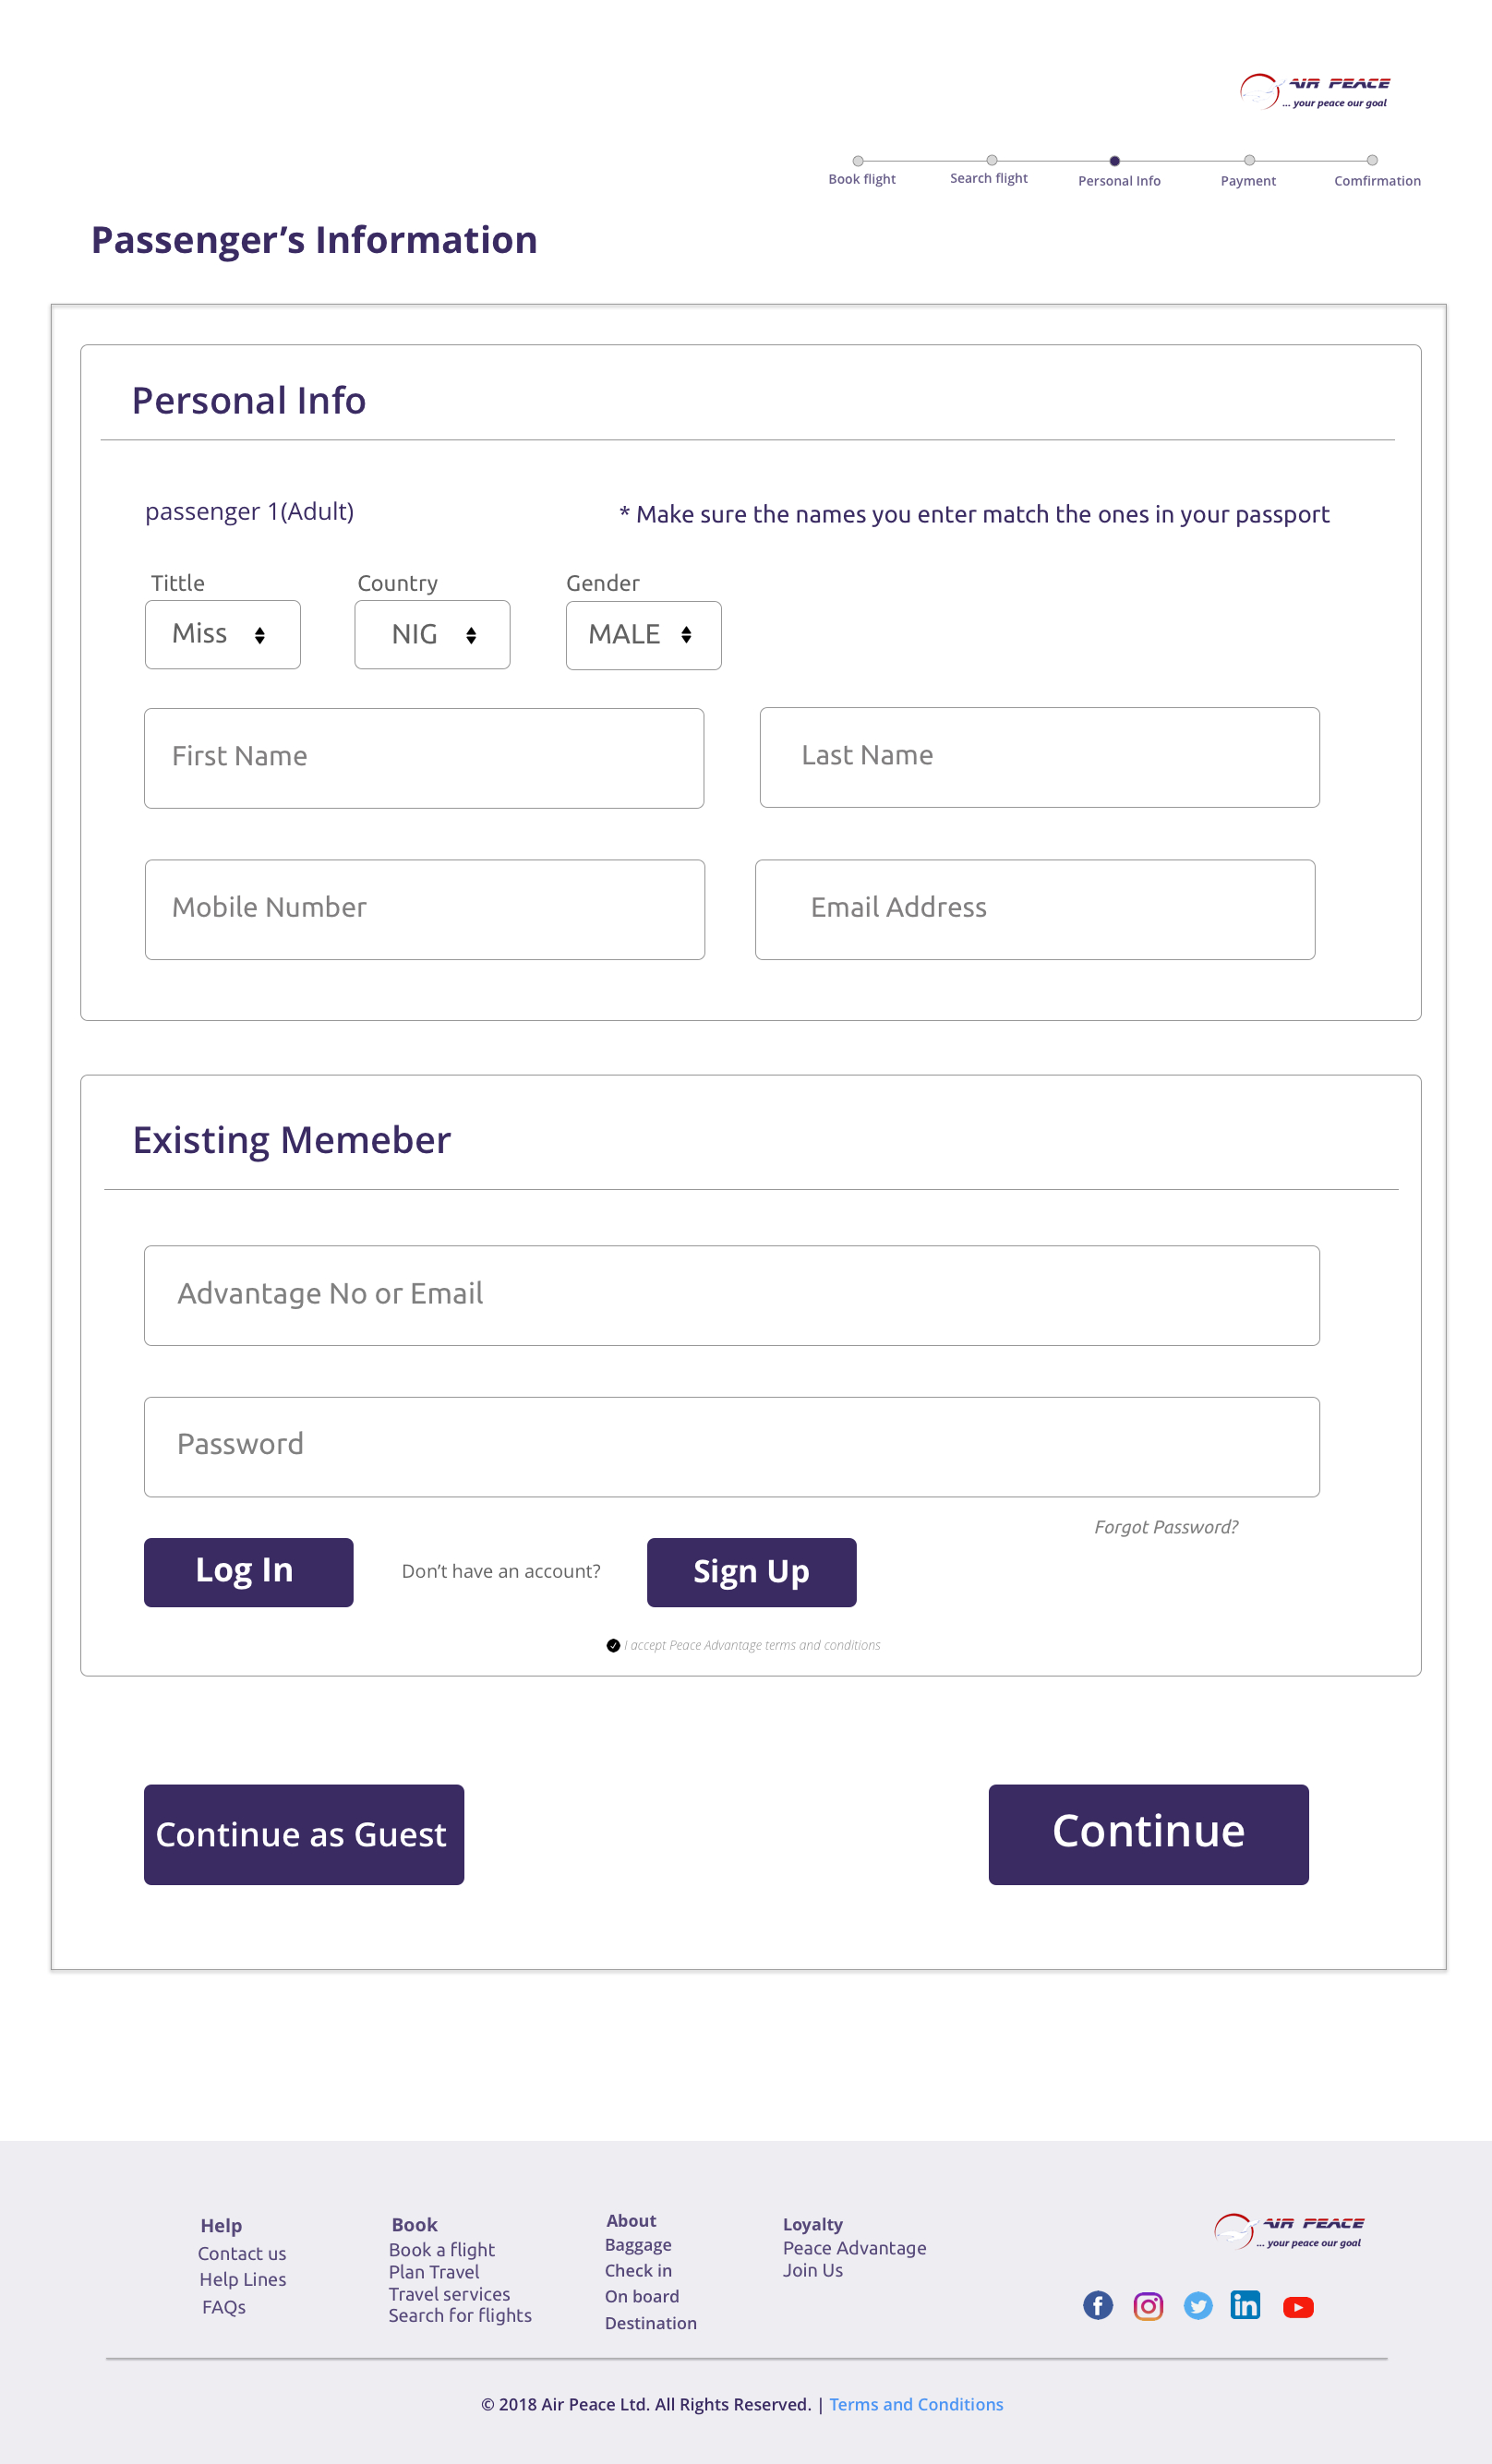 AIR PEACE
... your peace our goal
Book flight
Search flight
Personal Info
Payment
Comfirmation
Passenger’s Information
Personal Info
passenger 1(Adult)
* Make sure the names you enter match the ones in your passport
Tittle
Country
Gender
Miss
NIG
MALE
First Name
Last Name
Mobile Number
Email Address
Existing Memeber
Advantage No or Email
Password
Forgot Password?
Log In
Don’t have an account?
Sign Up
I accept Peace Advantage terms and conditions
Continue as Guest
Continue
Help
Contact us
Help Lines
FAQs
Book
Book a flight
Plan Travel
Travel services
Search for flights
About
Baggage
Check in
On board
Destination
Loyalty
Peace Advantage
Join Us
AIR PEACE
... your peace our goal
© 2018 Air Peace Ltd. All Rights Reserved. | Terms and Conditions